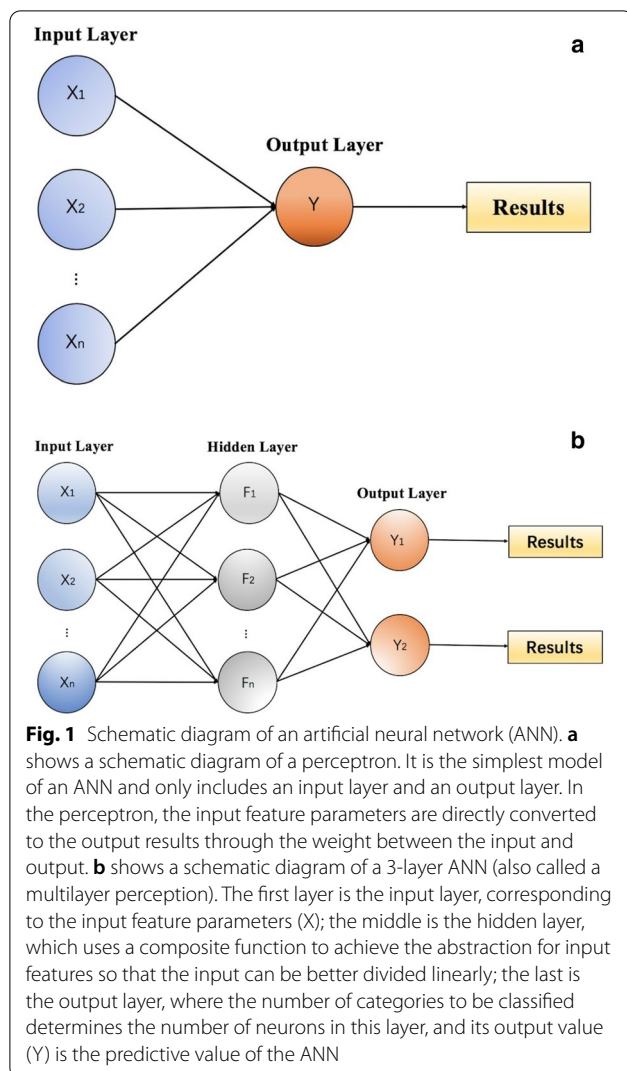 Input Layer
a
X1
Output Layer
X2
Y
Results
⋮
Xn
b
Input Layer
Hidden Layer
X1
F1
Output Layer
Y1
Results
X2
F2
⋮
⋮
Y2
Results
Xn
Fn
Fig. 1 Schematic diagram of an artificial neural network (ANN). a
shows a schematic diagram of a perceptron. It is the simplest model
of an ANN and only includes an input layer and an output layer. In
the perceptron, the input feature parameters are directly converted
to the output results through the weight between the input and
output. b shows a schematic diagram of a 3-layer ANN (also called a
multilayer perception). The first layer is the input layer, corresponding
to the input feature parameters (X); the middle is the hidden layer,
which uses a composite function to achieve the abstraction for input
features so that the input can be better divided linearly; the last is
the output layer, where the number of categories to be classified
determines the number of neurons in this layer, and its output value
(Y) is the predictive value of the ANN